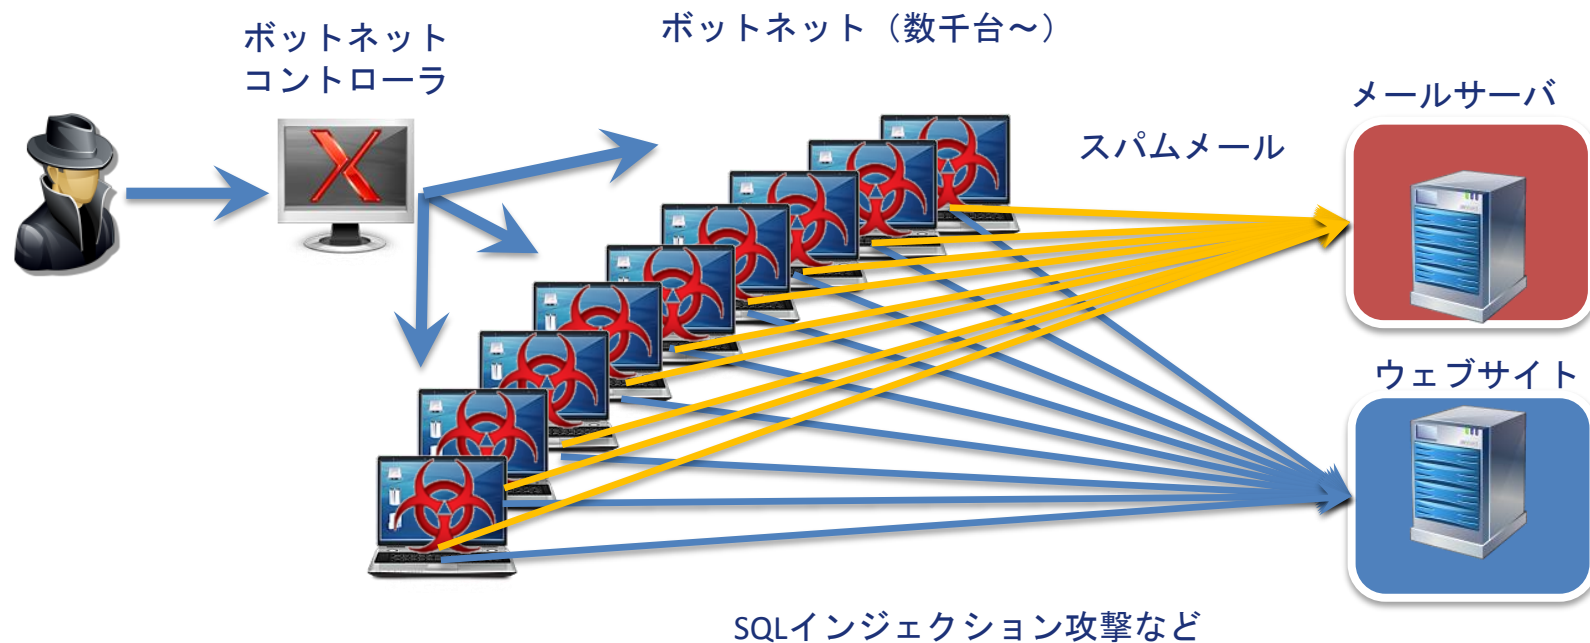 ボットネット
コントローラ
ボットネット（数千台～）
メールサーバ
スパムメール
ウェブサイト
SQLインジェクション攻撃など